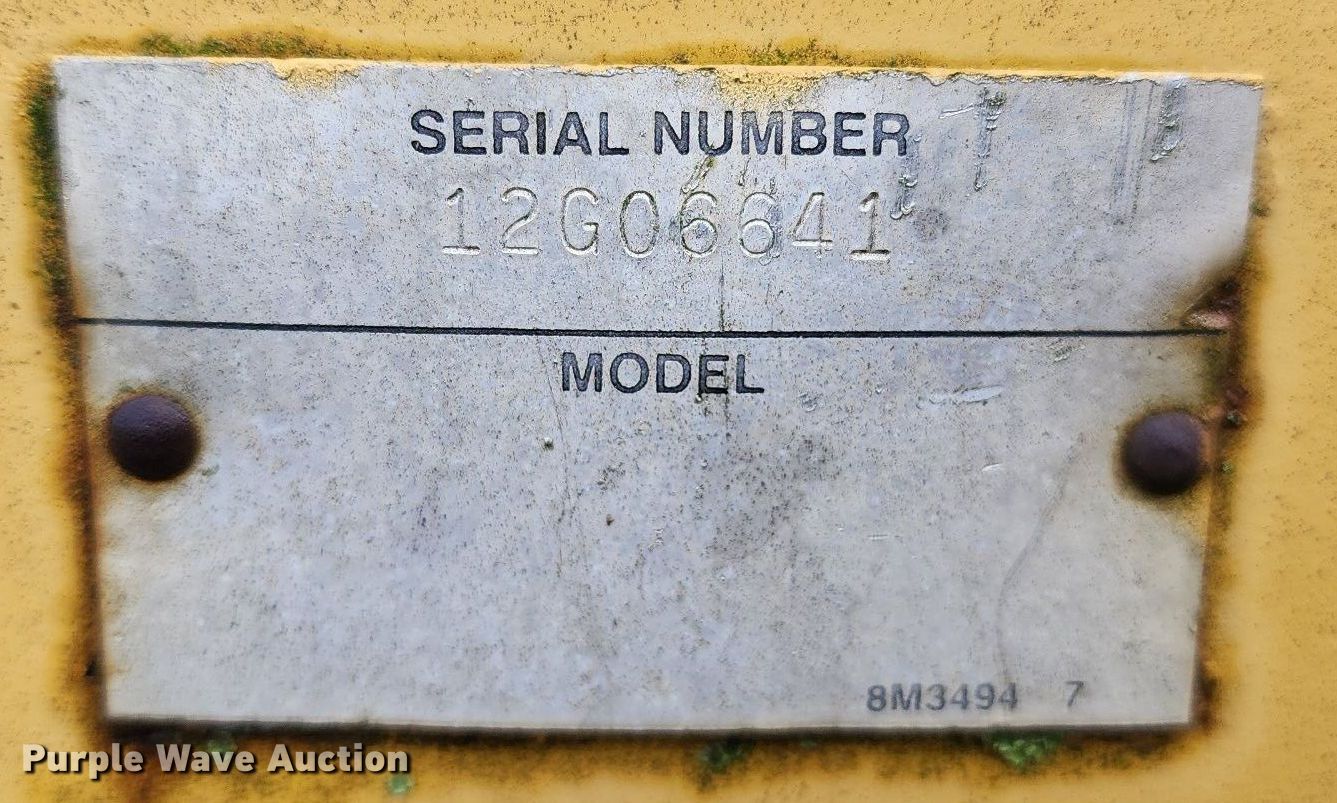 SERIAL NUMBER
12G06641
MODEL
8M3494 7
Purple Wave Auction